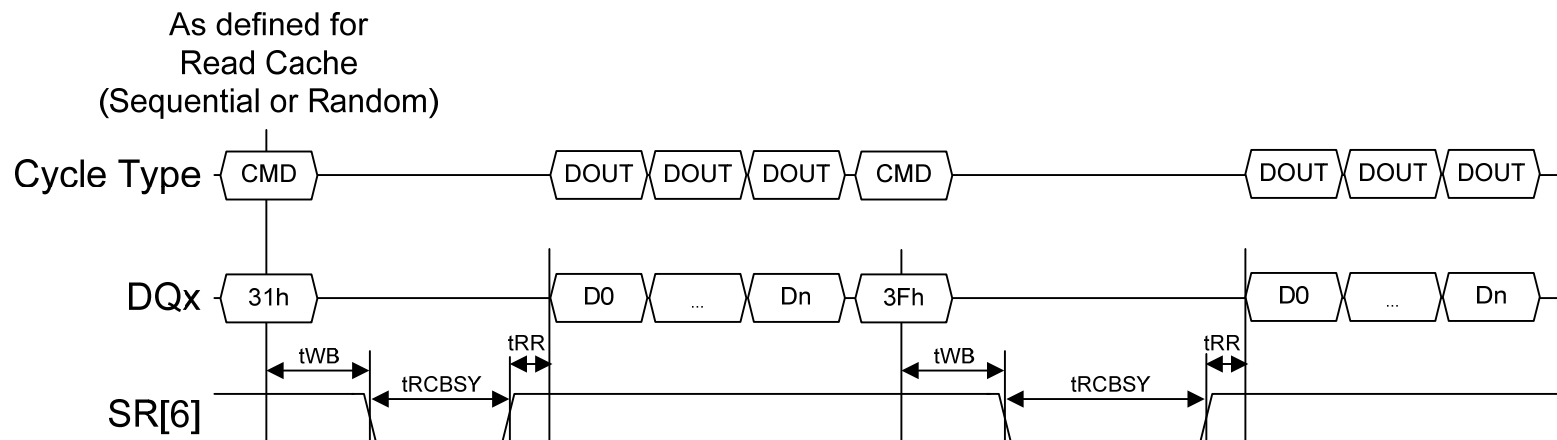 As defined for
Read Cache
(Sequential or Random)
Cycle Type CMD DOUT DOUT DOUT CMD DOUT DOUT DOUT
DQx 31h D0 ... Dn 3Fh D0 ... Dn
tWB tRR tWB tRR
tRCBSY tRCBSY
SR[6]